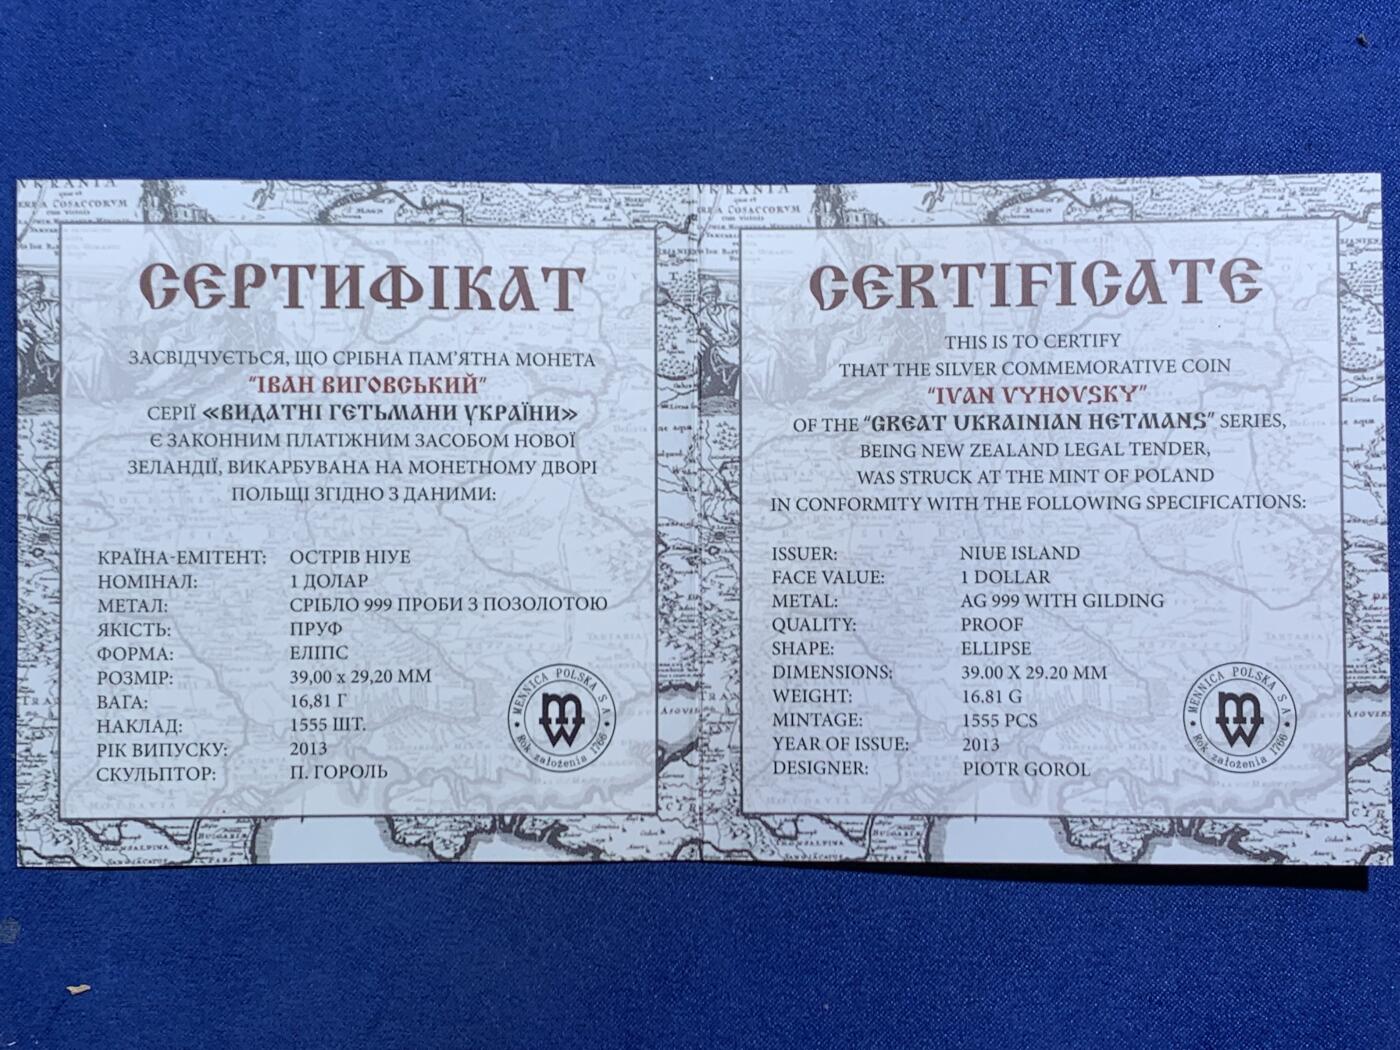 СЕРТИФІКАТ
ЗАСВІДЧУЄТЬСЯ, ЩО СРІБНА ПАМ'ЯТНА МОНЕТА
"ІВАН ВИГОВСЬКИЙ"
СЕРІЇ «ВИДАТНІ ГЕТЬМАНИ УКРАЇНИ»
Є ЗАКОННИМ ПЛАТІЖНИМ ЗАСОБОМ НОВОЇ
ЗЕЛАНДІЇ, ВИКАРБУВАНА НА МОНЕТНОМУ ДВОРІ
ПОЛЬЩІ ЗГІДНО З ДАНИМИ:
КРАЇНА-ЕМІТЕНТ: ОСТРІВ НІУЕ
НОМІНАЛ: 1 ДОЛАР
МЕТАЛ: СРІБЛО 999 ПРОБИ З ПОЗОЛОТОЮ
ЯКІСТЬ: ПРУФ
ФОРМА: ЕЛІПС
РОЗМІР: 39,00 x 29,20 ММ
ВАГА: 16,81 Г
НАКЛАД: 1555 ШТ.
РІК ВИПУСКУ: 2013
СКУЛЬПТОР: П. ГОРОЛЬ
MENNICA POLSKA S A
Rok założenia 1766
CERTIFICATE
THIS IS TO CERTIFY
THAT THE SILVER COMMEMORATIVE COIN
"IVAN VYHOVSKY"
OF THE "GREAT UKRAINIAN HETMANS" SERIES,
BEING NEW ZEALAND LEGAL TENDER,
WAS STRUCK AT THE MINT OF POLAND
IN CONFORMITY WITH THE FOLLOWING SPECIFICATIONS:
ISSUER: NIUE ISLAND
FACE VALUE: 1 DOLLAR
METAL: AG 999 WITH GILDING
QUALITY: PROOF
SHAPE: ELLIPSE
DIMENSIONS: 39.00 X 29.20 MM
WEIGHT: 16.81 G
MINTAGE: 1555 PCS
YEAR OF ISSUE: 2013
DESIGNER: PIOTR GOROL
MENNICA POLSKA S A
Rok założenia 1766